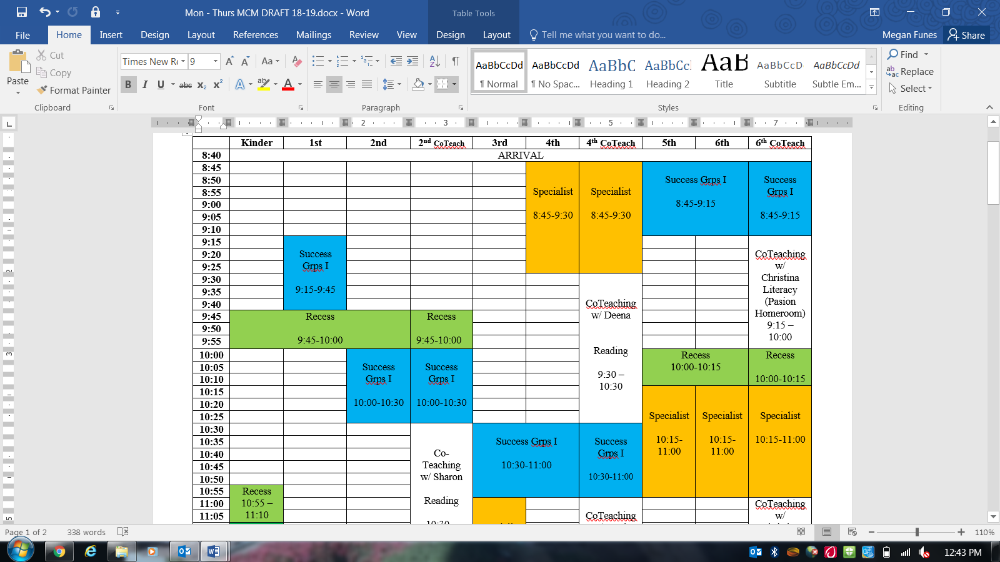 Mon - Thurs MCM DRAFT 18-19.docx - Word
Table Tools
File Home Insert Design Layout References Mailings Review View Design Layout Tell me what you want to do... Megan Funes Share
Paste
Cut
Copy
Format Painter
Clipboard
Times New Ro 9
Aa
B I U abc x2 x2 A ab A
Font
Paragraph
AaBbCcDd AaBbCcDd AaBbC AaBbCc AaB AaBbCcD AaBbCcDd
¶ Normal ¶ No Spac... Heading 1 Heading 2 Title Subtitle Subtle Em...
Styles
Find
Replace
Select
Editing
2 3 5 7
Kinder 1st 2nd 2nd CoTeach 3rd 4th 4th CoTeach 5th 6th 6th CoTeach
8:40 ARRIVAL
8:45
8:50
8:55
9:00
9:05
9:10
9:15
9:20
9:25
9:30
9:35
9:40
9:45
9:50
9:55
10:00
10:05
10:10
10:15
10:20
10:25
10:30
10:35
10:40
10:45
10:50
10:55
11:00
11:05
Recess
10:55 –
11:10
Success
Grps I
9:15-9:45
Recess
9:45-10:00
Success
Grps I
10:00-10:30
Recess
9:45-10:00
Success
Grps I
10:00-10:30
Co-
Teaching
w/ Sharon
Reading
10:30
Success Grps I
10:30-11:00
Specialist
8:45-9:30
Specialist
8:45-9:30
CoTeaching
w/ Deena
Reading
9:30 –
10:30
Success
Grps I
10:30-11:00
CoTeaching
Success Grps I
8:45-9:15
Recess
10:00-10:15
Specialist
10:15-
11:00
Specialist
10:15-
11:00
Success
Grps I
8:45-9:15
CoTeaching
w/
Christina
Literacy
(Pasion
Homeroom)
9:15 –
10:00
Recess
10:00-10:15
Specialist
10:15-11:00
CoTeaching
w/
Page 1 of 2 338 words 110%
12:43 PM